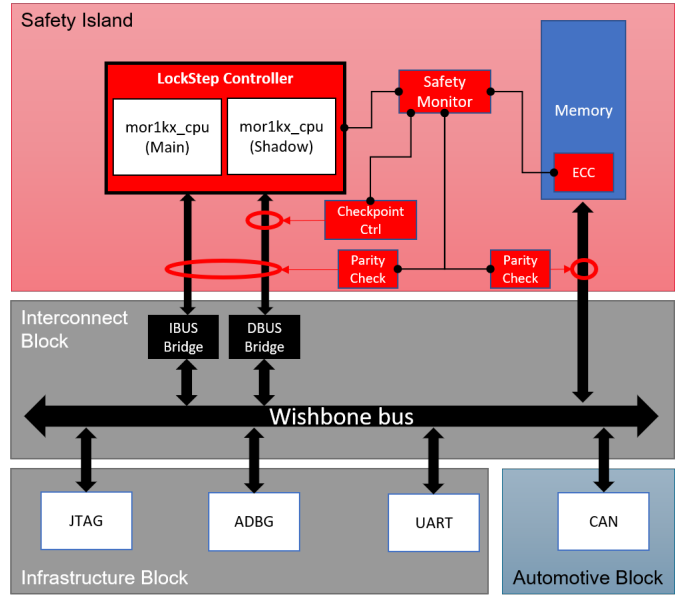 Safety Island
LockStep Controller
mor1kx_cpu
(Main)
mor1kx_cpu
(Shadow)
Safety
Monitor
Memory
ECC
Checkpoint
Ctrl
Parity
Check
Parity
Check
Interconnect
Block
IBUS
Bridge
DBUS
Bridge
Wishbone bus
JTAG
ADBG
UART
CAN
Infrastructure Block
Automotive Block